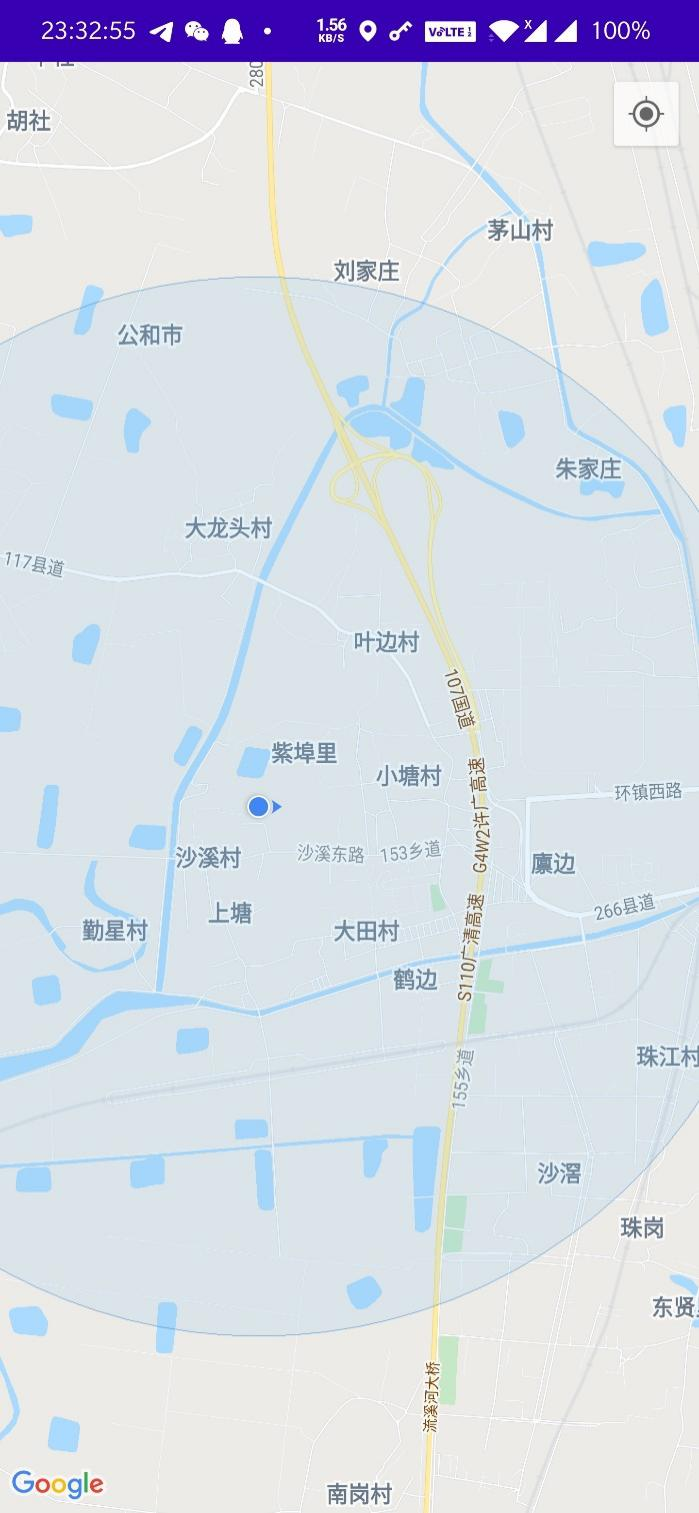 23:32:55
1.56
KB/S
VoLTE
100%
280
胡社
茅山村
刘家庄
公和市
朱家庄
大龙头村
117县道
叶边村
107国道
紫埠里
小塘村
环镇西路
G4W2许广高速
沙溪村
沙溪东路
153乡道
廪边
上塘
266县道
勤星村
大田村
S110广清高速
鹤边
珠江村
155乡道
沙滘
珠岗
东贤
流溪河大桥
Google
南岗村